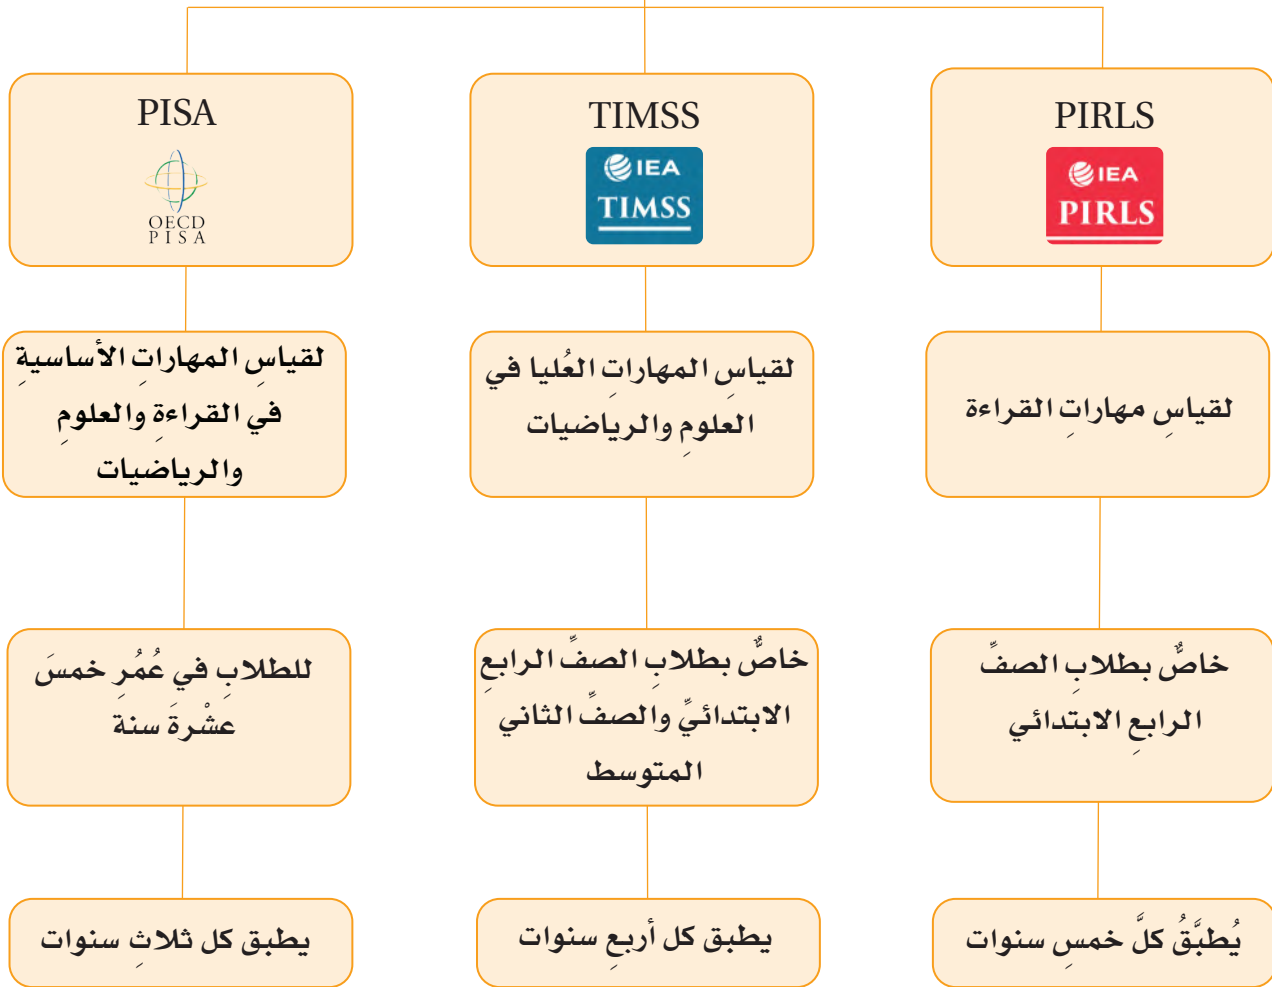 PIRLS
IEA
PIRLS
لقياسِ مهاراتِ القراءة
خاصٌّ بطلابِ الصفِّ
الرابعِ الابتدائي
يُطبَّقُ كلَّ خمسِ سنوات
TIMSS
IEA
TIMSS
لقياسِ المهاراتِ العُليا في
العلومِ والرياضيات
خاصٌّ بطلابِ الصفِّ الرابعِ
الابتدائيِّ والصفِّ الثاني
المتوسط
يطبق كل أربعِ سنوات
PISA
OECD
PISA
لقياسِ المهاراتِ الأساسيةِ
في القراءةِ والعلومِ
والرياضيات
للطلابِ في عُمُرِ خمسَ
عشْرةَ سنة
يطبق كل ثلاثِ سنوات